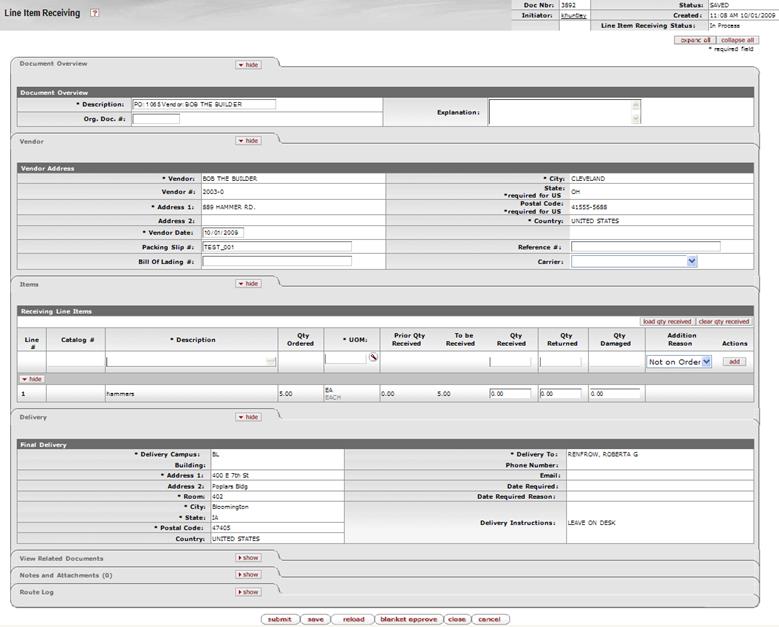 Line Item Receiving ?
Doc Nbr: 3892 Status: SAVED
Initiator: khuntley Created: 11:08 AM 10/01/2009
Line Item Receiving Status: In Process
expand all collapse all
* required field
Document Overview hide
Document Overview
* Description: PO: 1065 Vendor: BOB THE BUILDER Explanation:
Org. Doc. #:
Vendor hide
Vendor Address
* Vendor: BOB THE BUILDER * City: CLEVELAND
Vendor #: 2003-0 State: *required for US OH
* Address 1: 889 HAMMER RD. Postal Code: *required for US 41555-5688
Address 2: * Country: UNITED STATES
* Vendor Date: 10/01/2009
Packing Slip #: TEST_001 Reference #:
Bill Of Lading #: Carrier:
Items hide
Receiving Line Items
load qty received clear qty received
Line # Catalog # * Description Qty Ordered * UOM: Prior Qty Received To be Received Qty Received Qty Returned Qty Damaged Addition Reason Actions
Not on Order add
hide
1 hammers 5.00 EA EACH 0.00 5.00 0.00 0.00 0.00
Delivery hide
Final Delivery
* Delivery Campus: BL * Delivery To: RENFROW, ROBERTA G
Building: Phone Number:
* Address 1: 400 E 7th St Email:
Address 2: Poplars Bldg Date Required:
* Room: 402 Date Required Reason:
* City: Bloomington
* State: IA Delivery Instructions: LEAVE ON DESK
* Postal Code: 47405
Country: UNITED STATES
View Related Documents show
Notes and Attachments (0) show
Route Log show
submit save reload blanket approve close cancel